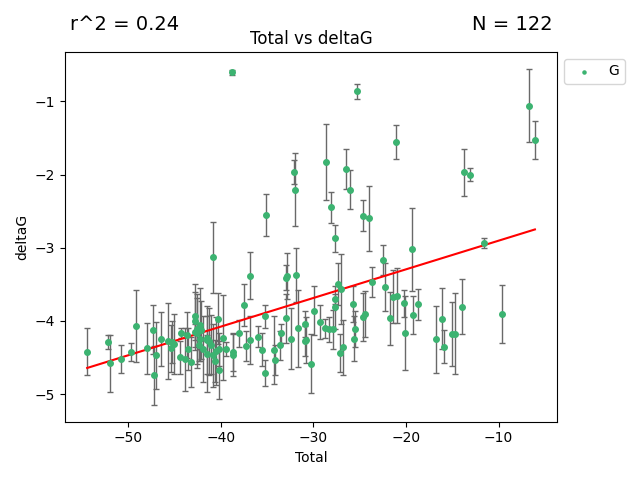 r^2 = 0.24
N = 122
Total vs deltaG
G
−1
−2
−3
−4
−5
deltaG
−50
−40
−30
−20
−10
Total